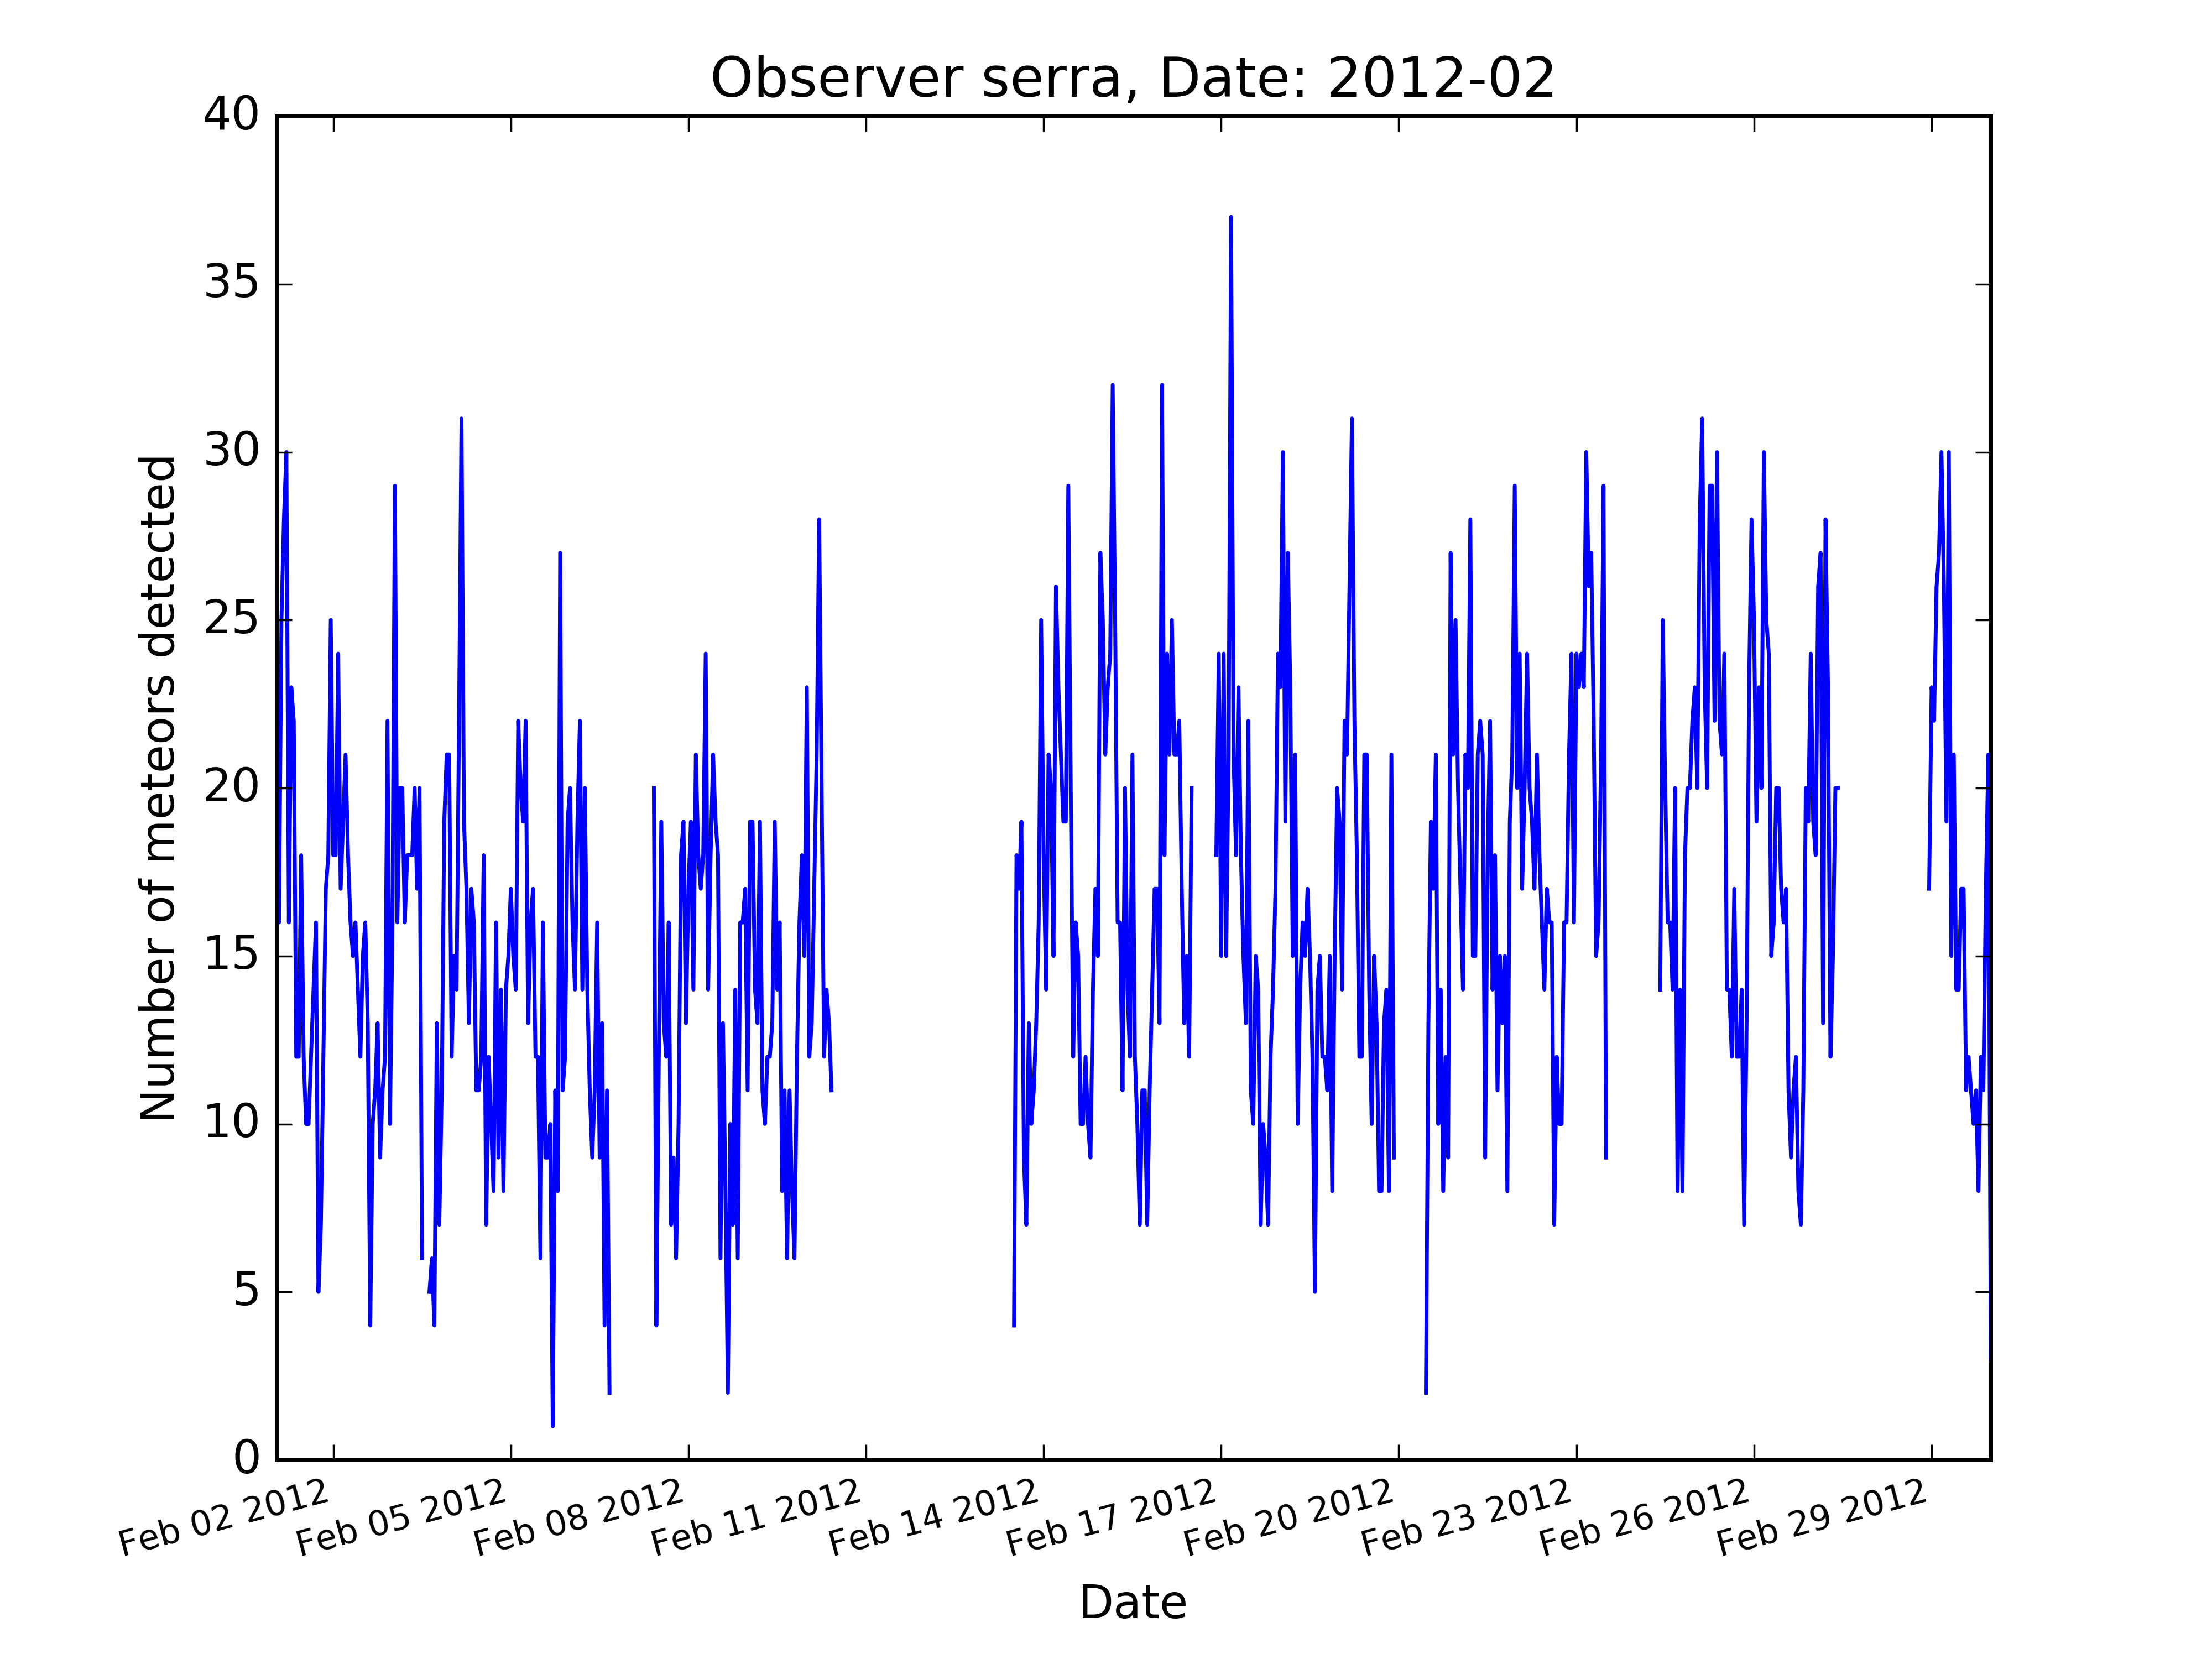 Observer serra, Date: 2012-02
40
35
30
25
20
15
10
5
0
Number of meteors detected
Feb 02 2012
Feb 05 2012
Feb 08 2012
Feb 11 2012
Feb 14 2012
Feb 17 2012
Feb 20 2012
Feb 23 2012
Feb 26 2012
Feb 29 2012
Date